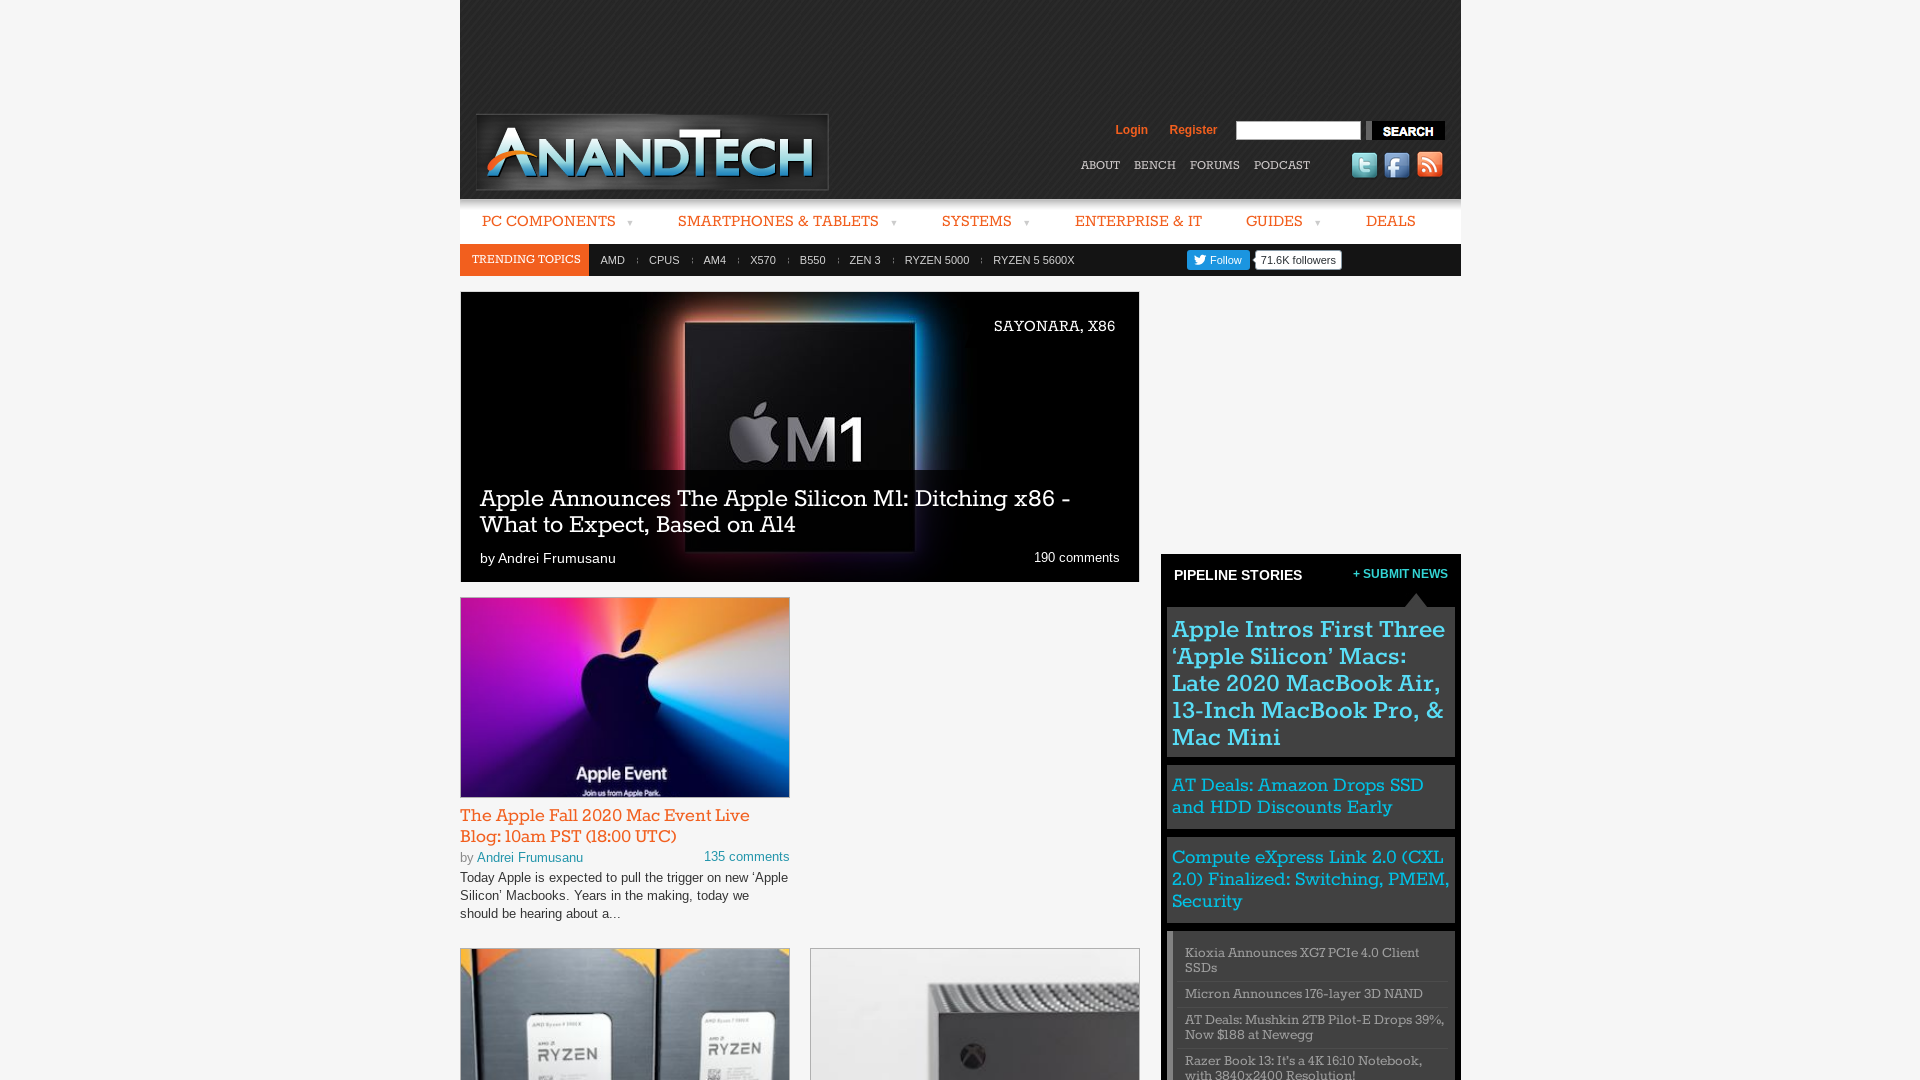 ANANDTECH
Login Register SEARCH
ABOUT BENCH FORUMS PODCAST
PC COMPONENTS SMARTPHONES & TABLETS SYSTEMS ENTERPRISE & IT GUIDES DEALS
TRENDING TOPICS AMD CPUS AM4 X570 B550 ZEN 3 RYZEN 5000 RYZEN 5 5600X Follow 71.6K followers
SAYONARA, X86
M1
Apple Announces The Apple Silicon M1: Ditching x86 -
What to Expect, Based on A14
by Andrei Frumusanu 190 comments
Apple Event
Join us from Apple Park.
The Apple Fall 2020 Mac Event Live
Blog: 10am PST (18:00 UTC)
by Andrei Frumusanu 135 comments
Today Apple is expected to pull the trigger on new ‘Apple
Silicon’ Macbooks. Years in the making, today we
should be hearing about a...
RYZEN
RYZEN
PIPELINE STORIES + SUBMIT NEWS
Apple Intros First Three
‘Apple Silicon’ Macs:
Late 2020 MacBook Air,
13-Inch MacBook Pro, &
Mac Mini
AT Deals: Amazon Drops SSD
and HDD Discounts Early
Compute eXpress Link 2.0 (CXL
2.0) Finalized: Switching, PMEM,
Security
Kioxia Announces XG7 PCIe 4.0 Client
SSDs
Micron Announces 176-layer 3D NAND
AT Deals: Mushkin 2TB Pilot-E Drops 39%,
Now $188 at Newegg
Razer Book 13: It's a 4K 16:10 Notebook,
with 3840x2400 Resolution!